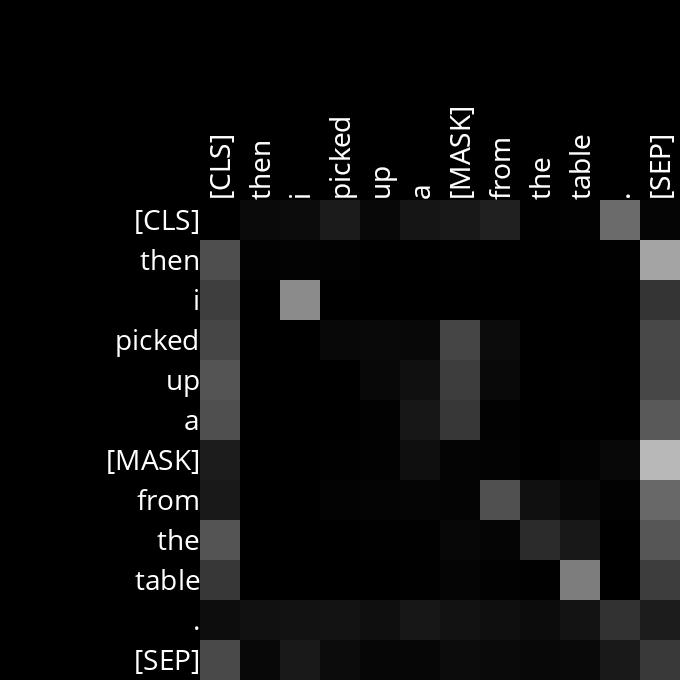 [CLS] then i picked up a [MASK] from the table . [SEP]
[CLS]
then
i
picked
up
a
[MASK]
from
the
table
.
[SEP]